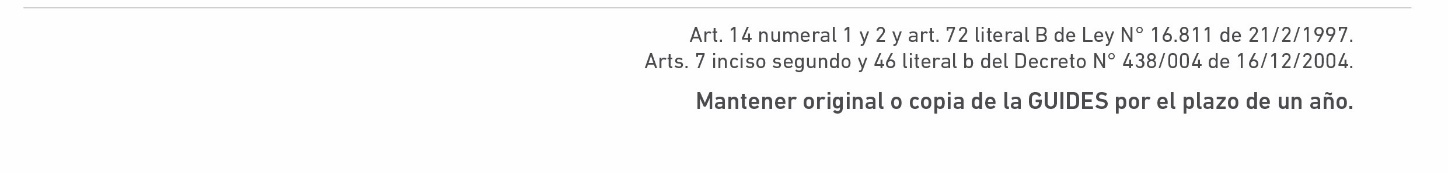 Art. 14 numeral 1 y 2 y art. 72 literal B de Ley N° 16.811 de 21/2/1997.
Arts. 7 inciso segundo y 46 literal b del Decreto N° 438/004 de 16/12/2004.
Mantener original o copia de la GUIDES por el plazo de un año.